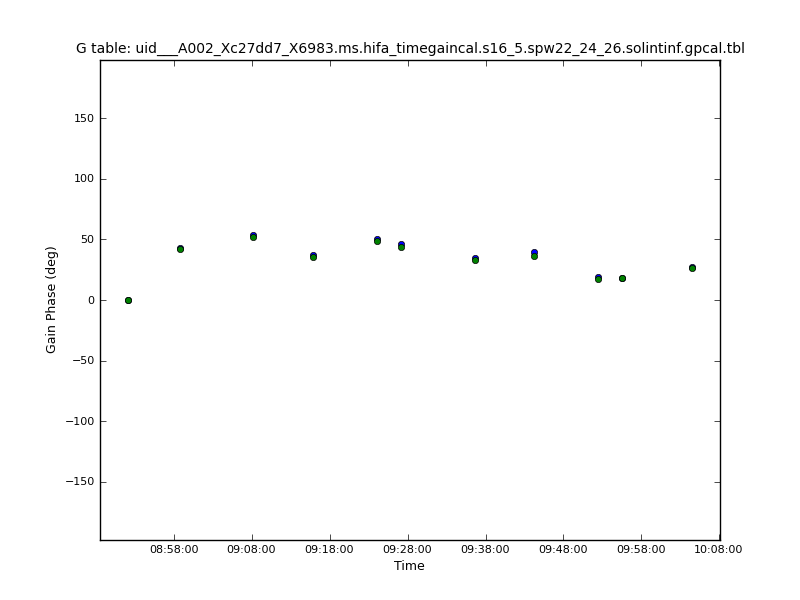 G table: uid___A002_Xc27dd7_X6983.ms.hifa_timegaincal.s16_5.spw22_24_26.solintinf.gpcal.tbl
150
100
50
0
−50
−100
−150
Gain Phase (deg)
08:58:00 09:08:00 09:18:00 09:28:00 09:38:00 09:48:00 09:58:00 10:08:00
Time